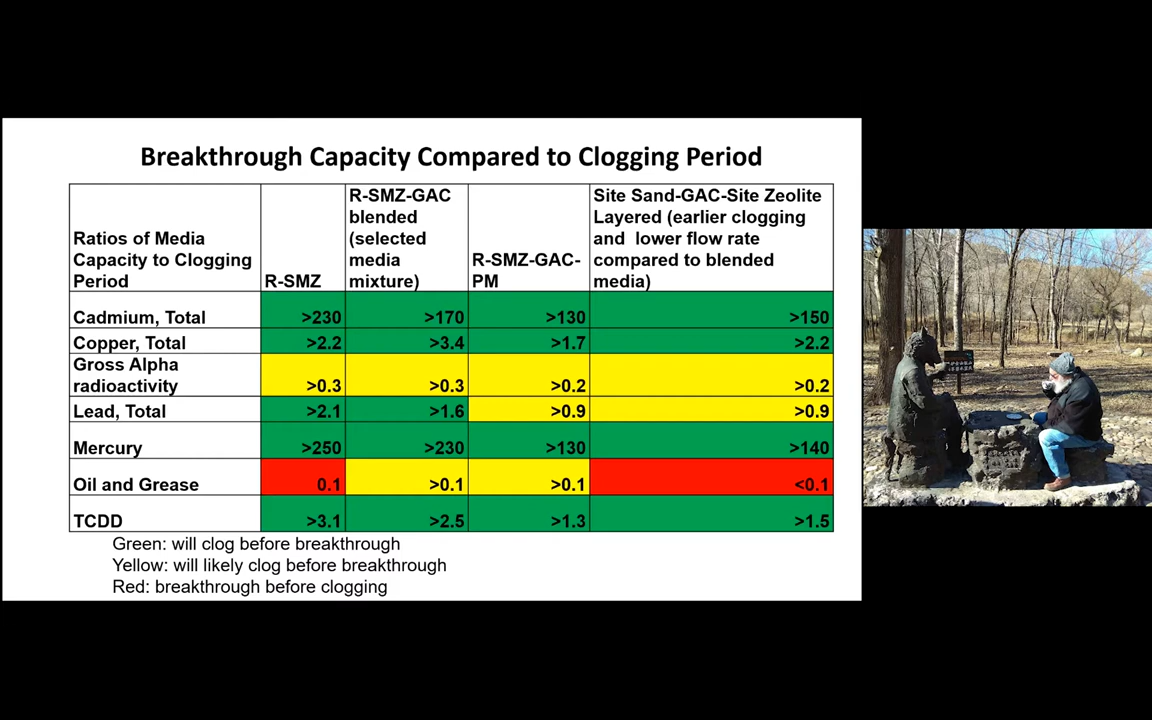 Breakthrough Capacity Compared to Clogging Period
Ratios of Media
Capacity to Clogging
Period
R-SMZ
R-SMZ-GAC
blended
(selected
media
mixture)
R-SMZ-GAC-
PM
Site Sand-GAC-Site Zeolite
Layered (earlier clogging
and lower flow rate
compared to blended
media)
Cadmium, Total >230 >170 >130 >150
Copper, Total >2.2 >3.4 >1.7 >2.2
Gross Alpha
radioactivity >0.3 >0.3 >0.2 >0.2
Lead, Total >2.1 >1.6 >0.9 >0.9
Mercury >250 >230 >130 >140
Oil and Grease 0.1 >0.1 >0.1 <0.1
TCDD >3.1 >2.5 >1.3 >1.5
Green: will clog before breakthrough
Yellow: will likely clog before breakthrough
Red: breakthrough before clogging